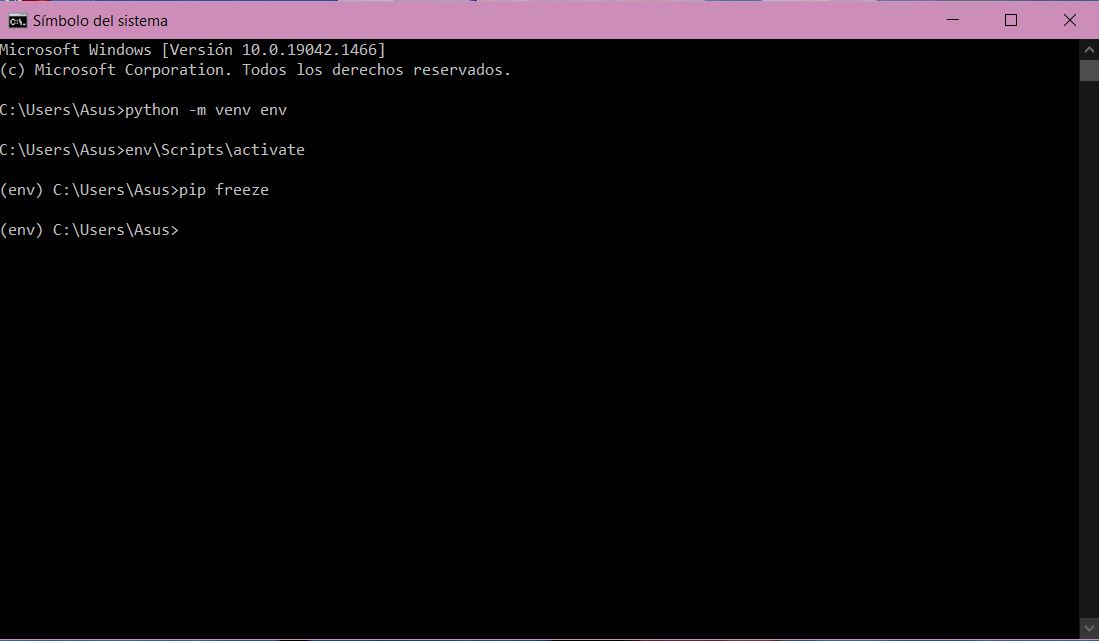 Símbolo del sistema
Microsoft Windows [Versión 10.0.19042.1466]
(c) Microsoft Corporation. Todos los derechos reservados.
C:\Users\Asus>python -m venv env
C:\Users\Asus>env\Scripts\activate
(env) C:\Users\Asus>pip freeze
(env) C:\Users\Asus>